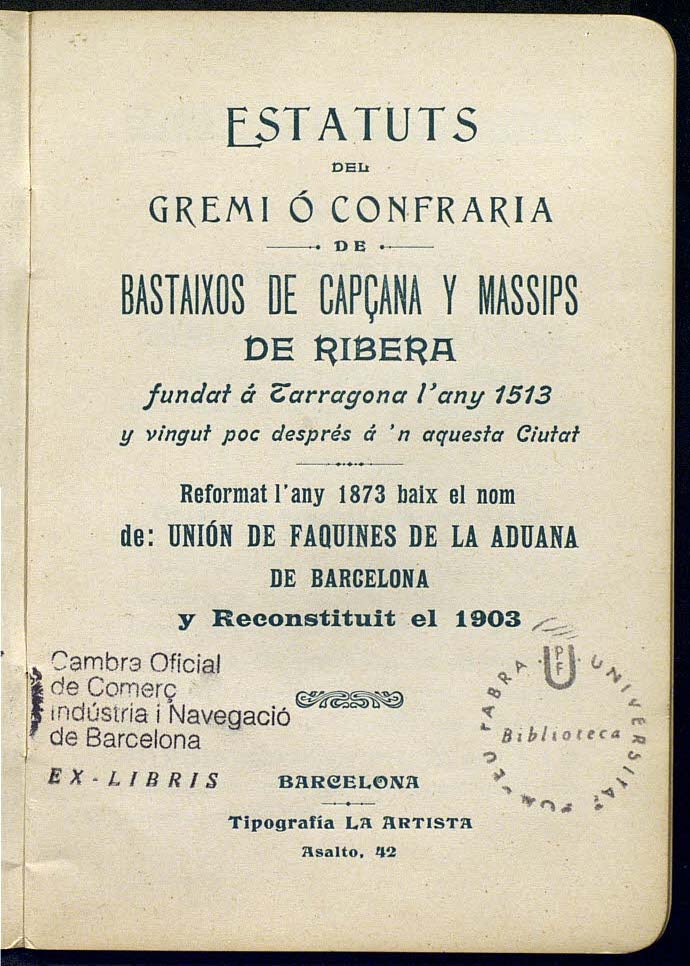 ESTATUTS
DEL
GREMI Ó CONFRARIA
DE
BASTAIXOS DE CAPÇANA Y MASSIPS
DE RIBERA
fundat á Tarragona l'any 1513
y vingut poc després á 'n aquesta Ciutat
Reformat l'any 1873 baix el nom
de: UNIÓN DE FAQUINES DE LA ADUANA
DE BARCELONA
y Reconstituit el 1903
Cambra Oficial
de Comerç
indústria i Navegació
de Barcelona
EX-LIBRIS
UPF
UNIVERSITAT POMPEU FABRA
Biblioteca
BARCELONA
Tipografía LA ARTISTA
Asalto, 42